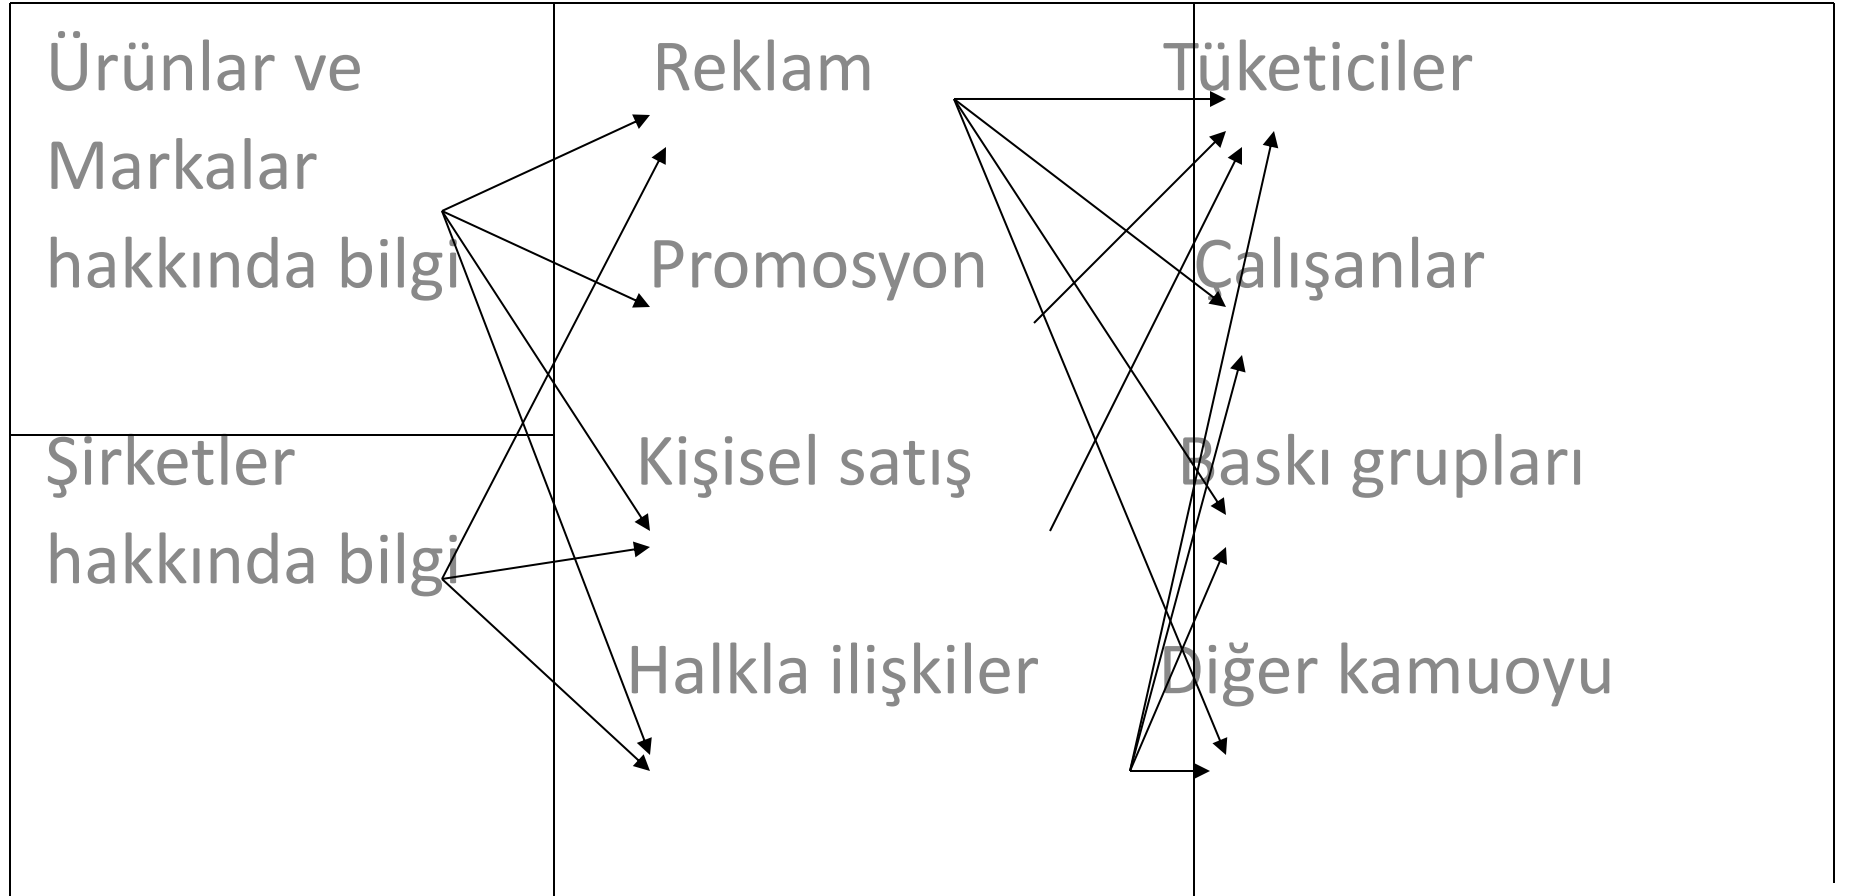 Ürünlar ve
Markalar
hakkında bilgi
Şirketler
hakkında bilgi
Reklam
Promosyon
Kişisel satış
Halkla ilişkiler
Tüketiciler
Çalışanlar
Baskı grupları
Diğer kamuoyu